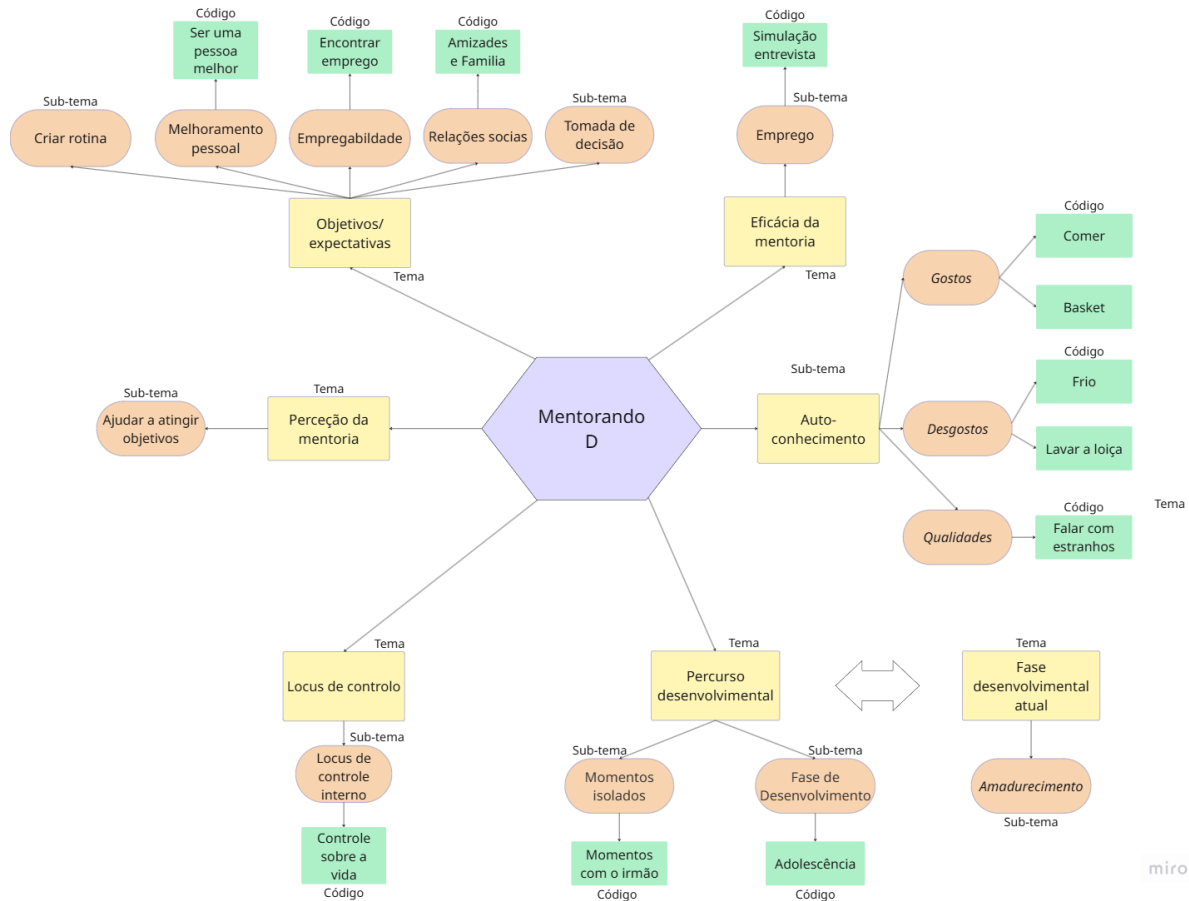 Código
Ser uma
pessoa
melhor
Código
Encontrar
emprego
Código
Amizades
e Familia
Código
Simulação
entrevista
Sub-tema
Criar rotina
Melhoramento
pessoal
Empregabildade
Relações socias
Sub-tema
Tomada de
decisão
Sub-tema
Emprego
Objetivos/
expectativas
Tema
Eficácia da
mentoria
Tema
Código
Comer
Gostos
Basket
Código
Frio
Sub-tema
Auto-
conhecimento
Desgostos
Lavar a loiça
Código
Falar com
estranhos
Qualidades
Tema
Mentorando
D
Tema
Perceção da
mentoria
Sub-tema
Ajudar a atingir
objetivos
Tema
Locus de controlo
Sub-tema
Locus de
controle
interno
Controle
sobre a
vida
Código
Tema
Percurso
desenvolvimental
Sub-tema
Momentos
isolados
Momentos
com o irmão
Código
Sub-tema
Fase de
Desenvolvimento
Adolescência
Código
Tema
Fase
desenvolvimental
atual
Amadurecimento
Sub-tema
miro